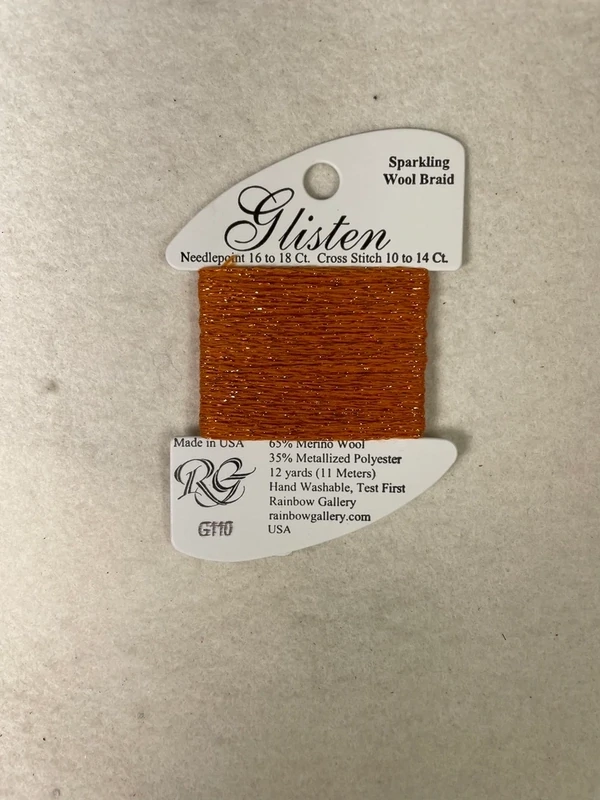 Sparkling
Wool Braid
Glisten
Needlepoint 16 to 18 Ct. Cross Stitch 10 to 14 Ct.
Made in USA
RG
G110
65% Merino Wool
35% Metallized Polyester
12 yards (11 Meters)
Hand Washable, Test First
Rainbow Gallery
rainbowgallery.com
USA